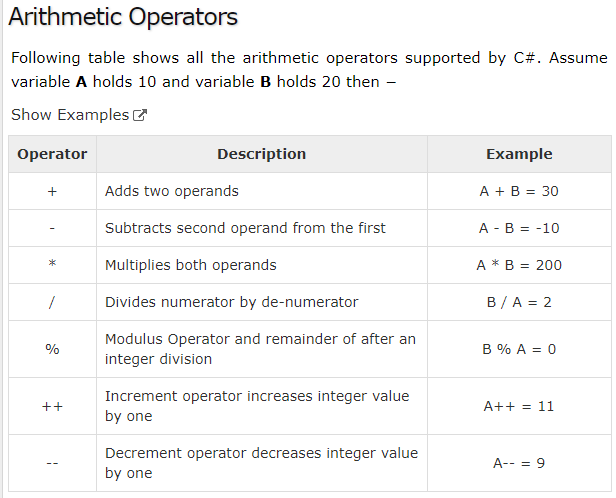 Arithmetic Operators
Following table shows all the arithmetic operators supported by C#. Assume
variable A holds 10 and variable B holds 20 then −
Show Examples
Operator Description Example
+ Adds two operands A + B = 30
- Subtracts second operand from the first A - B = -10
* Multiplies both operands A * B = 200
/ Divides numerator by de-numerator B / A = 2
% Modulus Operator and remainder of after an
integer division B % A = 0
++ Increment operator increases integer value
by one A++ = 11
-- Decrement operator decreases integer value
by one A-- = 9